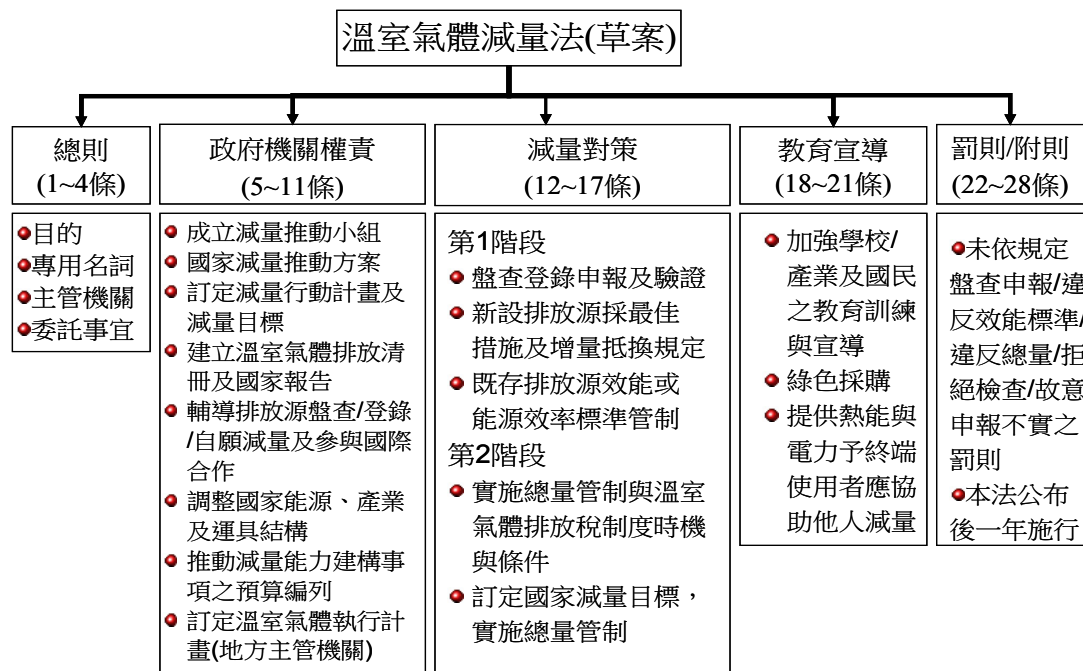 溫室氣體減量法(草案)
總則
(1~4條)
●目的
●專用名詞
●主管機關
●委託事宜
政府機關權責
(5~11條)
● 成立減量推動小組
● 國家減量推動方案
● 訂定減量行動計畫及
減量目標
● 建立溫室氣體排放清
冊及國家報告
● 輔導排放源盤查/登錄
/自願減量及參與國際
合作
● 調整國家能源、產業
及運具結構
● 推動減量能力建構事
項之預算編列
● 訂定溫室氣體執行計
畫(地方主管機關)
減量對策
(12~17條)
第1階段
● 盤查登錄申報及驗證
● 新設排放源採最佳
措施及增量抵換規定
● 既存排放源效能或
能源效率標準管制
第2階段
● 實施總量管制與溫室
氣體排放稅制度時機
與條件
● 訂定國家減量目標，
實施總量管制
教育宣導
(18~21條)
● 加強學校/
產業及國民
之教育訓練
與宣導
● 綠色採購
● 提供熱能與
電力予終端
使用者應協
助他人減量
罰則/附則
(22~28條)
●未依規定
盤查申報/違
反效能標準/
違反總量/拒
絕檢查/故意
申報不實之
罰則
●本法公布
後一年施行